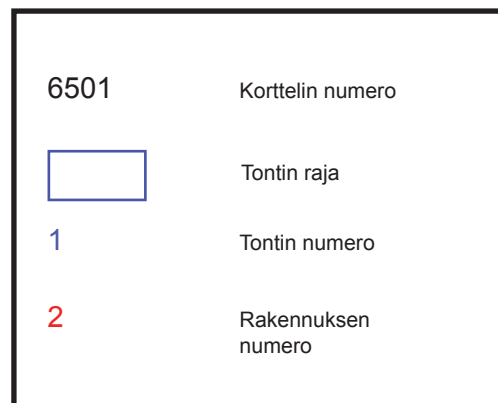 6501 Korttelin numero
Tontin raja
1 Tontin numero
2 Rakennuksen
numero